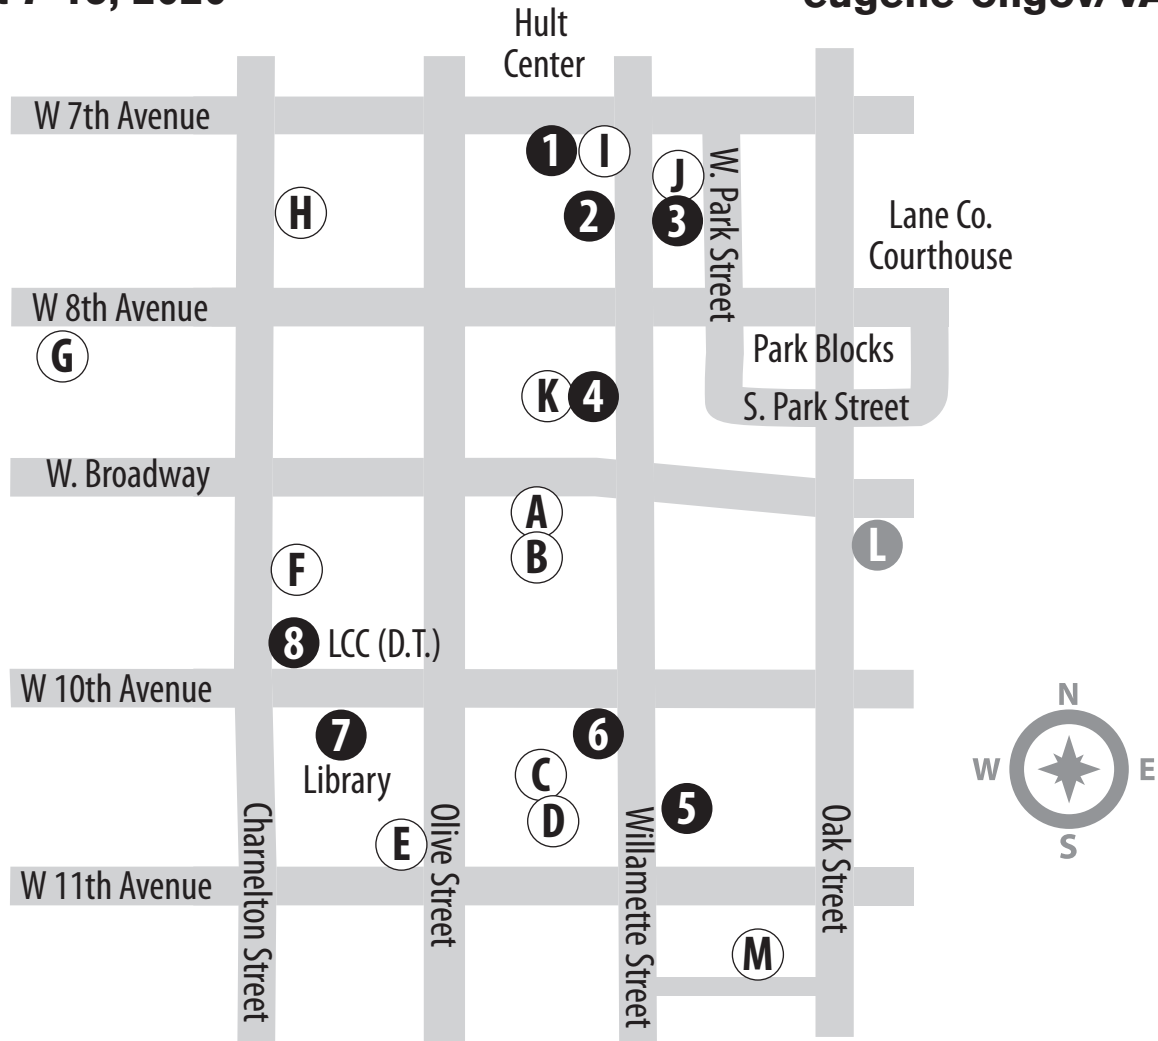 Hult
Center
W 7th Avenue
1
I
J
W. Park Street
H
2
3
Lane Co.
Courthouse
W 8th Avenue
G
Park Blocks
K
4
S. Park Street
W. Broadway
A
B
L
F
8
LCC (D.T.)
W 10th Avenue
N
7
6
Library
C
W
E
5
D
Charnelton Street
Olive Street
Willamette Street
Oak Street
E
S
W 11th Avenue
M